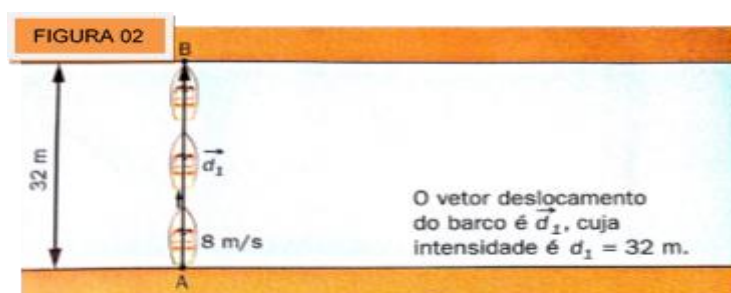 FIGURA 02
B
32 m
d₁
8 m/s
A
O vetor deslocamento
do barco é d₁, cuja
intensidade é d₁ = 32 m.